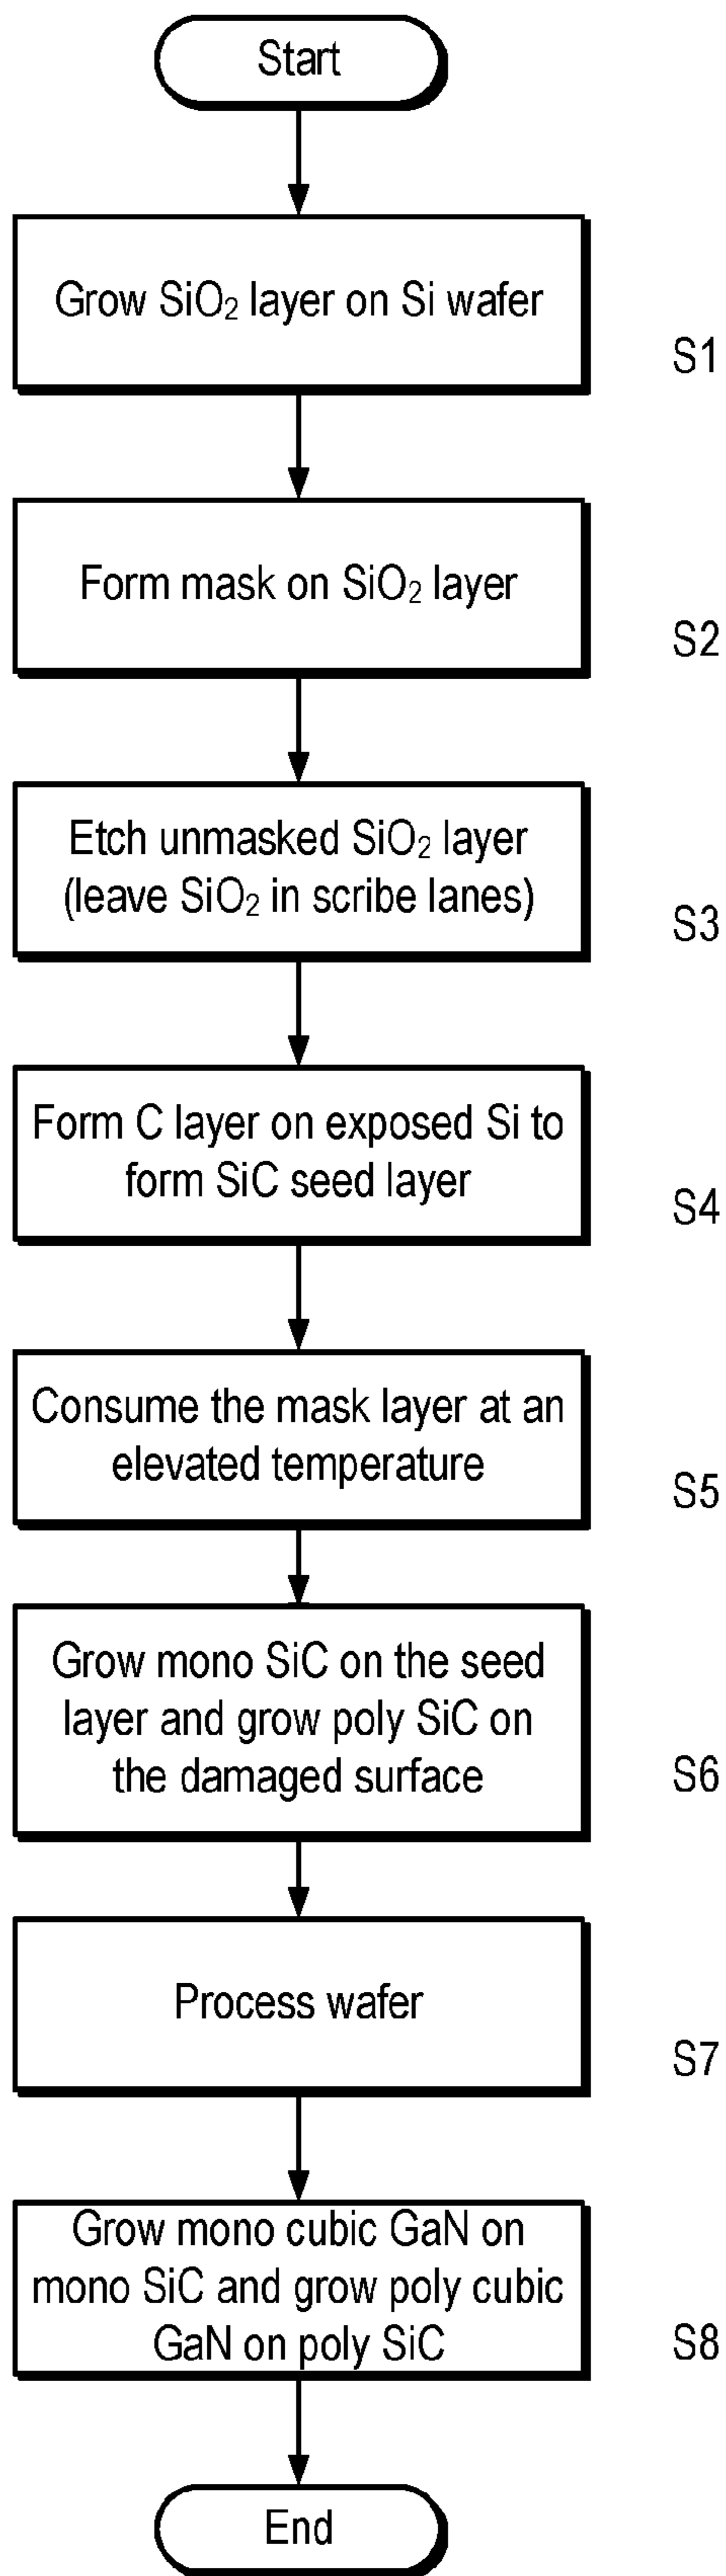 Start
Grow SiO₂ layer on Si wafer
S1
Form mask on SiO₂ layer
S2
Etch unmasked SiO₂ layer
(leave SiO₂ in scribe lanes)
S3
Form C layer on exposed Si to
form SiC seed layer
S4
Consume the mask layer at an
elevated temperature
S5
Grow mono SiC on the seed
layer and grow poly SiC on
the damaged surface
S6
Process wafer
S7
Grow mono cubic GaN on
mono SiC and grow poly cubic
GaN on poly SiC
S8
End